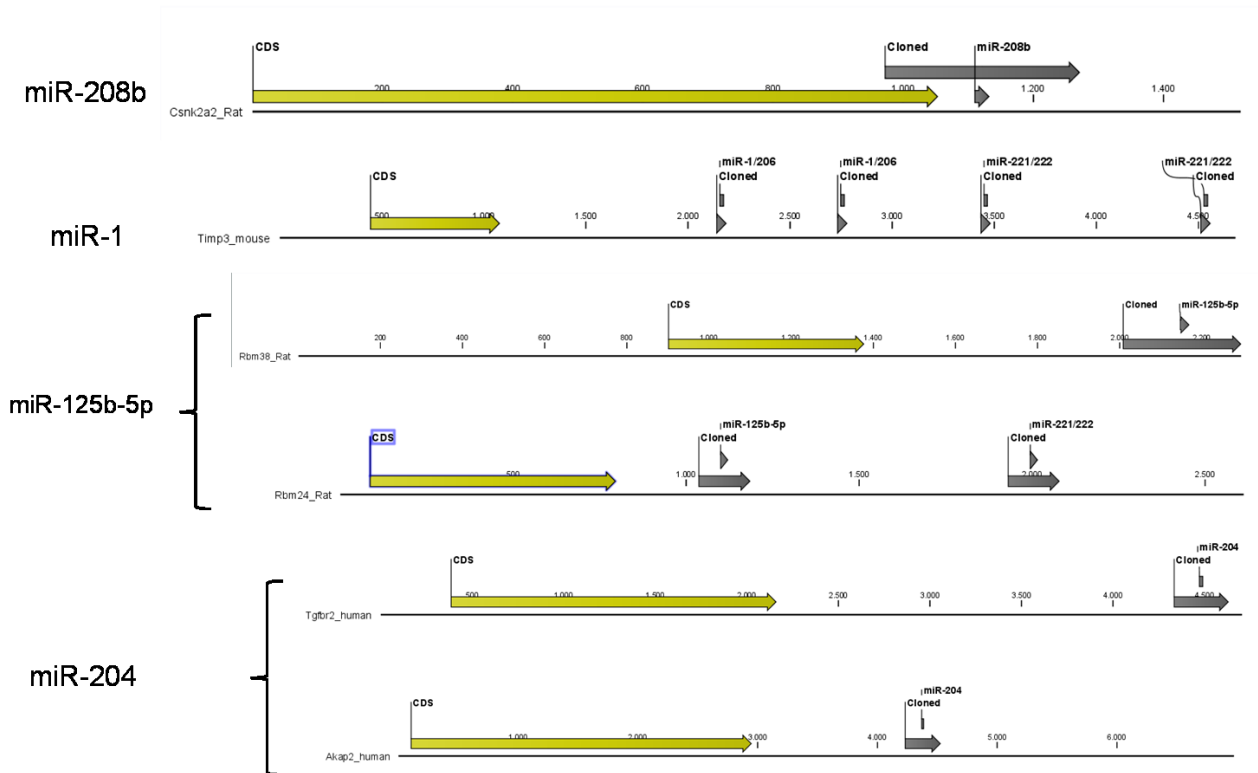 miR-208b
CDS
Cloned
miR-208b
200
400
600
800
1.000
1.200
1.400
Csnk2a2_Rat
miR-1
miR-1/206
miR-1/206
miR-221/222
miR-221/222
CDS
Cloned
Cloned
Cloned
Cloned
500
1.000
1.500
2.000
2.500
3.000
3.500
4.000
4.500
Timp3_mouse
miR-125b-5p
CDS
Cloned
miR-125b-5p
200
400
600
800
1.000
1.200
1.400
1.600
1.800
2.000
2.200
Rbm38_Rat
miR-125b-5p
miR-221/222
CDS
Cloned
Cloned
500
1.000
1.500
2.000
2.500
Rbm24_Rat
miR-204
miR-204
CDS
Cloned
500
1.000
1.500
2.000
2.500
3.000
3.500
4.000
4.500
Tgfbr2_human
miR-204
CDS
Cloned
1.000
2.000
3.000
4.000
5.000
6.000
Akap2_human